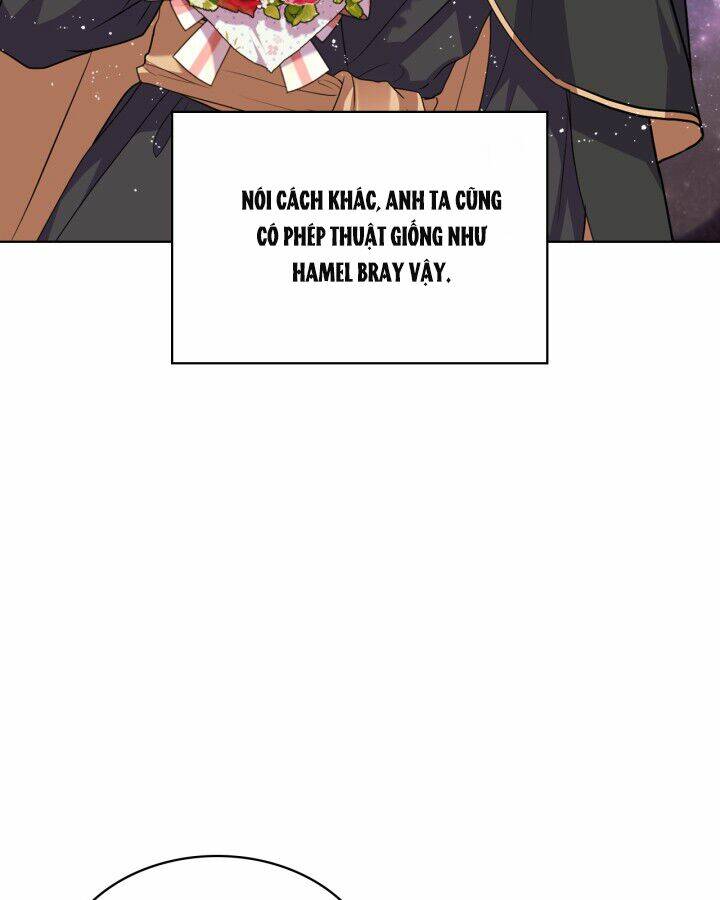 NÓI CÁCH KHÁC, ANH TA CŨNG
CÓ PHÉP THUẬT GIỐNG NHƯ
HAMEL BRAY VẬY.